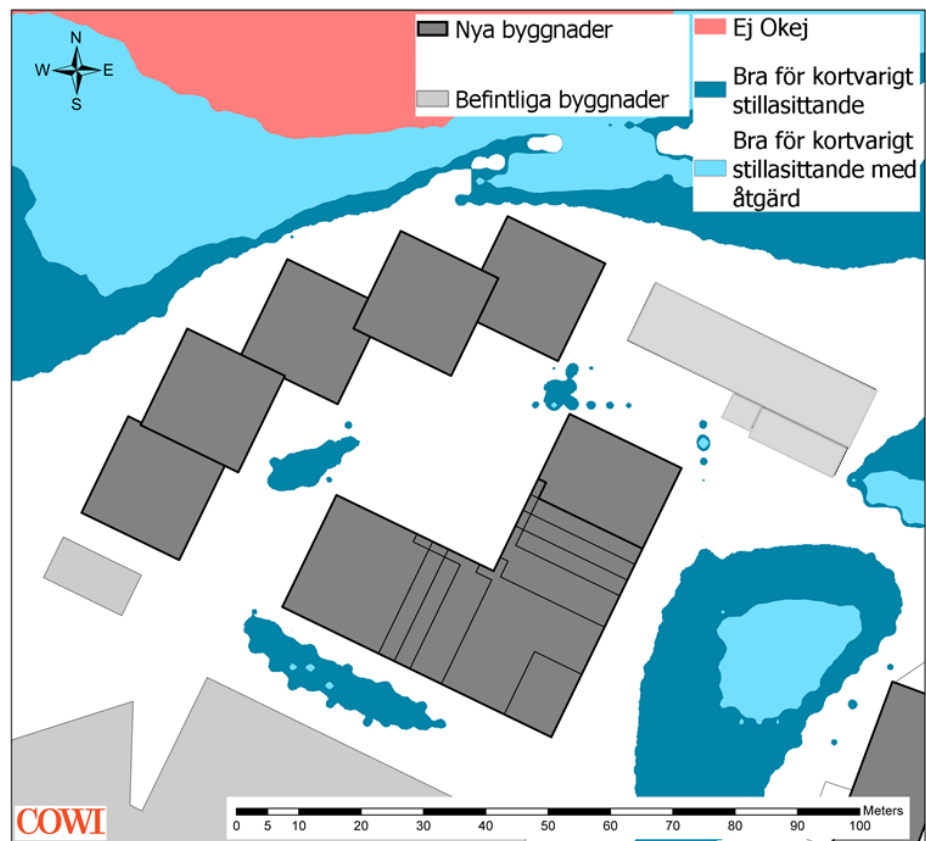 N
W E
S
Nya byggnader
Befintliga byggnader
Ej Okej
Bra för kortvarigt
stillasittande
Bra för kortvarigt
stillasittande med
åtgärd
COWI
Meters
0 5 10 20 30 40 50 60 70 80 90 100